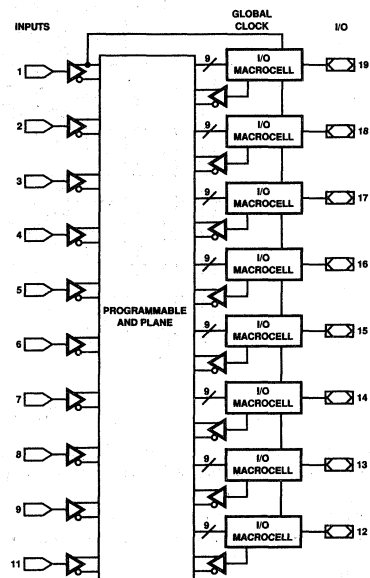 INPUTS
GLOBAL
CLOCK
I/O
1
9
I/O
MACROCELL
19
2
9
I/O
MACROCELL
18
3
9
I/O
MACROCELL
17
4
9
I/O
MACROCELL
16
5
PROGRAMMABLE
AND PLANE
9
I/O
MACROCELL
15
6
9
I/O
MACROCELL
14
7
8
9
I/O
MACROCELL
13
9
9
I/O
MACROCELL
12
11